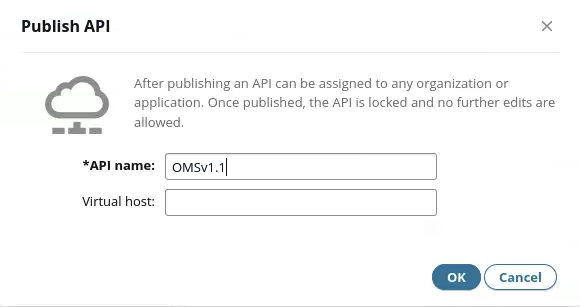 Publish API
After publishing an API can be assigned to any organization or
application. Once published, the API is locked and no further edits are
allowed.
*API name: OMSv1.1
Virtual host:
OK Cancel